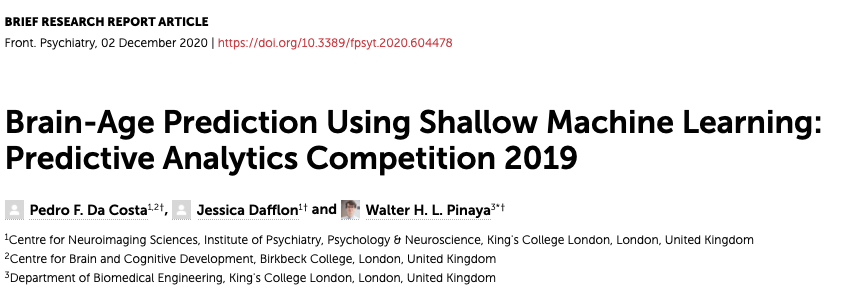 BRIEF RESEARCH REPORT ARTICLE
Front. Psychiatry, 02 December 2020 | https://doi.org/10.3389/fpsyt.2020.604478
Brain-Age Prediction Using Shallow Machine Learning:
Predictive Analytics Competition 2019
Pedro F. Da Costa1,2†, Jessica Dafflon1† and Walter H. L. Pinaya3*†
1Centre for Neuroimaging Sciences, Institute of Psychiatry, Psychology & Neuroscience, King's College London, London, United Kingdom
2Centre for Brain and Cognitive Development, Birkbeck College, London, United Kingdom
3Department of Biomedical Engineering, King's College London, London, United Kingdom